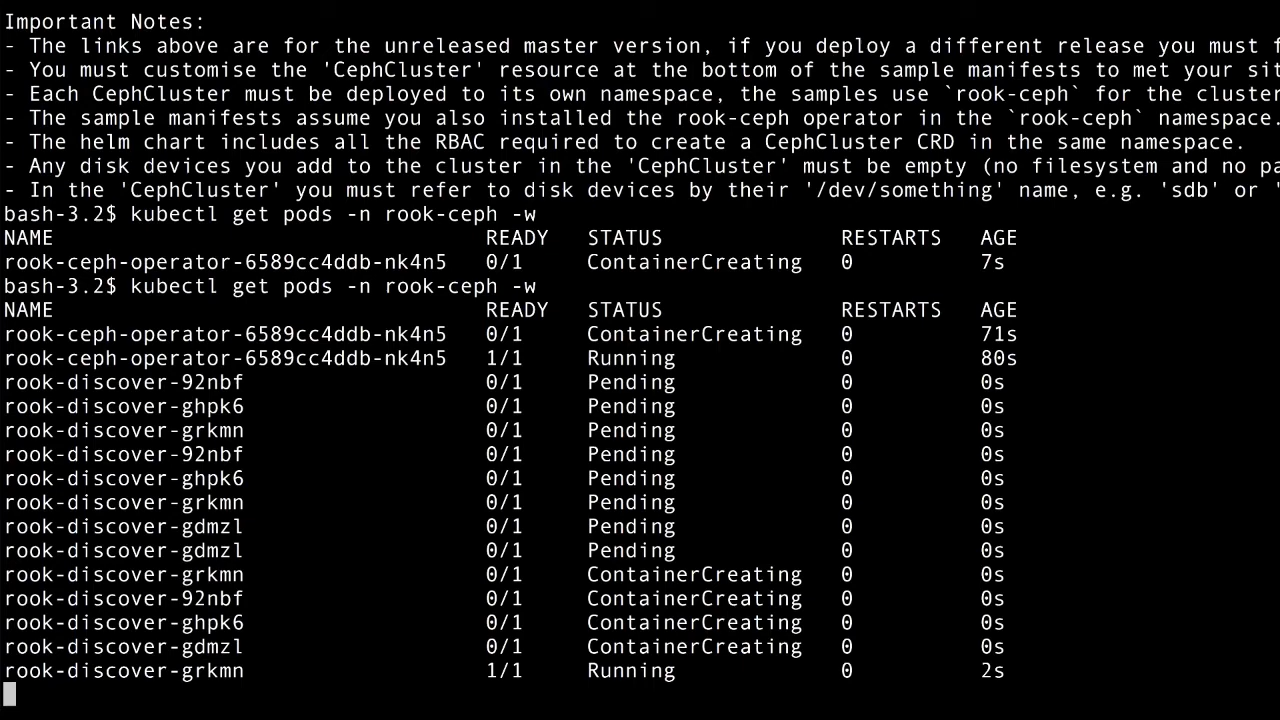 Important Notes:
- The links above are for the unreleased master version, if you deploy a different release you must f
- You must customise the 'CephCluster' resource at the bottom of the sample manifests to met your sit
- Each CephCluster must be deployed to its own namespace, the samples use `rook-ceph` for the cluster
- The sample manifests assume you also installed the rook-ceph operator in the `rook-ceph` namespace.
- The helm chart includes all the RBAC required to create a CephCluster CRD in the same namespace.
- Any disk devices you add to the cluster in the 'CephCluster' must be empty (no filesystem and no pa
- In the 'CephCluster' you must refer to disk devices by their '/dev/something' name, e.g. 'sdb' or '
bash-3.2$ kubectl get pods -n rook-ceph -w
NAME READY STATUS RESTARTS AGE
rook-ceph-operator-6589cc4ddb-nk4n5 0/1 ContainerCreating 0 7s
bash-3.2$ kubectl get pods -n rook-ceph -w
NAME READY STATUS RESTARTS AGE
rook-ceph-operator-6589cc4ddb-nk4n5 0/1 ContainerCreating 0 71s
rook-ceph-operator-6589cc4ddb-nk4n5 1/1 Running 0 80s
rook-discover-92nbf 0/1 Pending 0 0s
rook-discover-ghpk6 0/1 Pending 0 0s
rook-discover-grkmn 0/1 Pending 0 0s
rook-discover-92nbf 0/1 Pending 0 0s
rook-discover-ghpk6 0/1 Pending 0 0s
rook-discover-grkmn 0/1 Pending 0 0s
rook-discover-gdmzl 0/1 Pending 0 0s
rook-discover-gdmzl 0/1 Pending 0 0s
rook-discover-grkmn 0/1 ContainerCreating 0 0s
rook-discover-92nbf 0/1 ContainerCreating 0 0s
rook-discover-ghpk6 0/1 ContainerCreating 0 0s
rook-discover-gdmzl 0/1 ContainerCreating 0 0s
rook-discover-grkmn 1/1 Running 0 2s